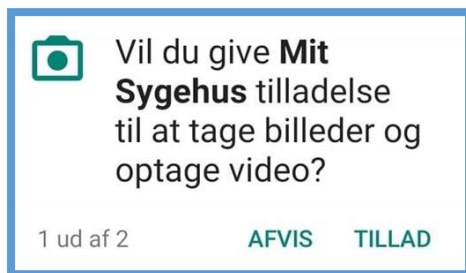 Vil du give Mit
Sygehus tilladelse
til at tage billeder og
optage video?
1 ud af 2 AFVIS TILLAD